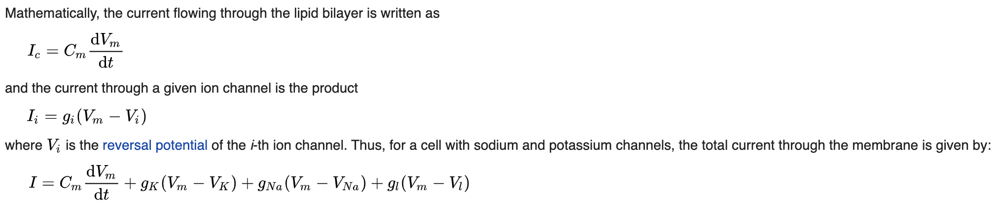 Mathematically, the current flowing through the lipid bilayer is written as
$I_c = C_m \frac{\mathrm{d}V_m}{\mathrm{d}t}$
and the current through a given ion channel is the product
$I_i = g_i(V_m - V_i)$
where $V_i$ is the reversal potential of the i-th ion channel. Thus, for a cell with sodium and potassium channels, the total current through the membrane is given by:
$I = C_m \frac{\mathrm{d}V_m}{\mathrm{d}t} + g_K(V_m - V_K) + g_{Na}(V_m - V_{Na}) + g_l(V_m - V_l)$